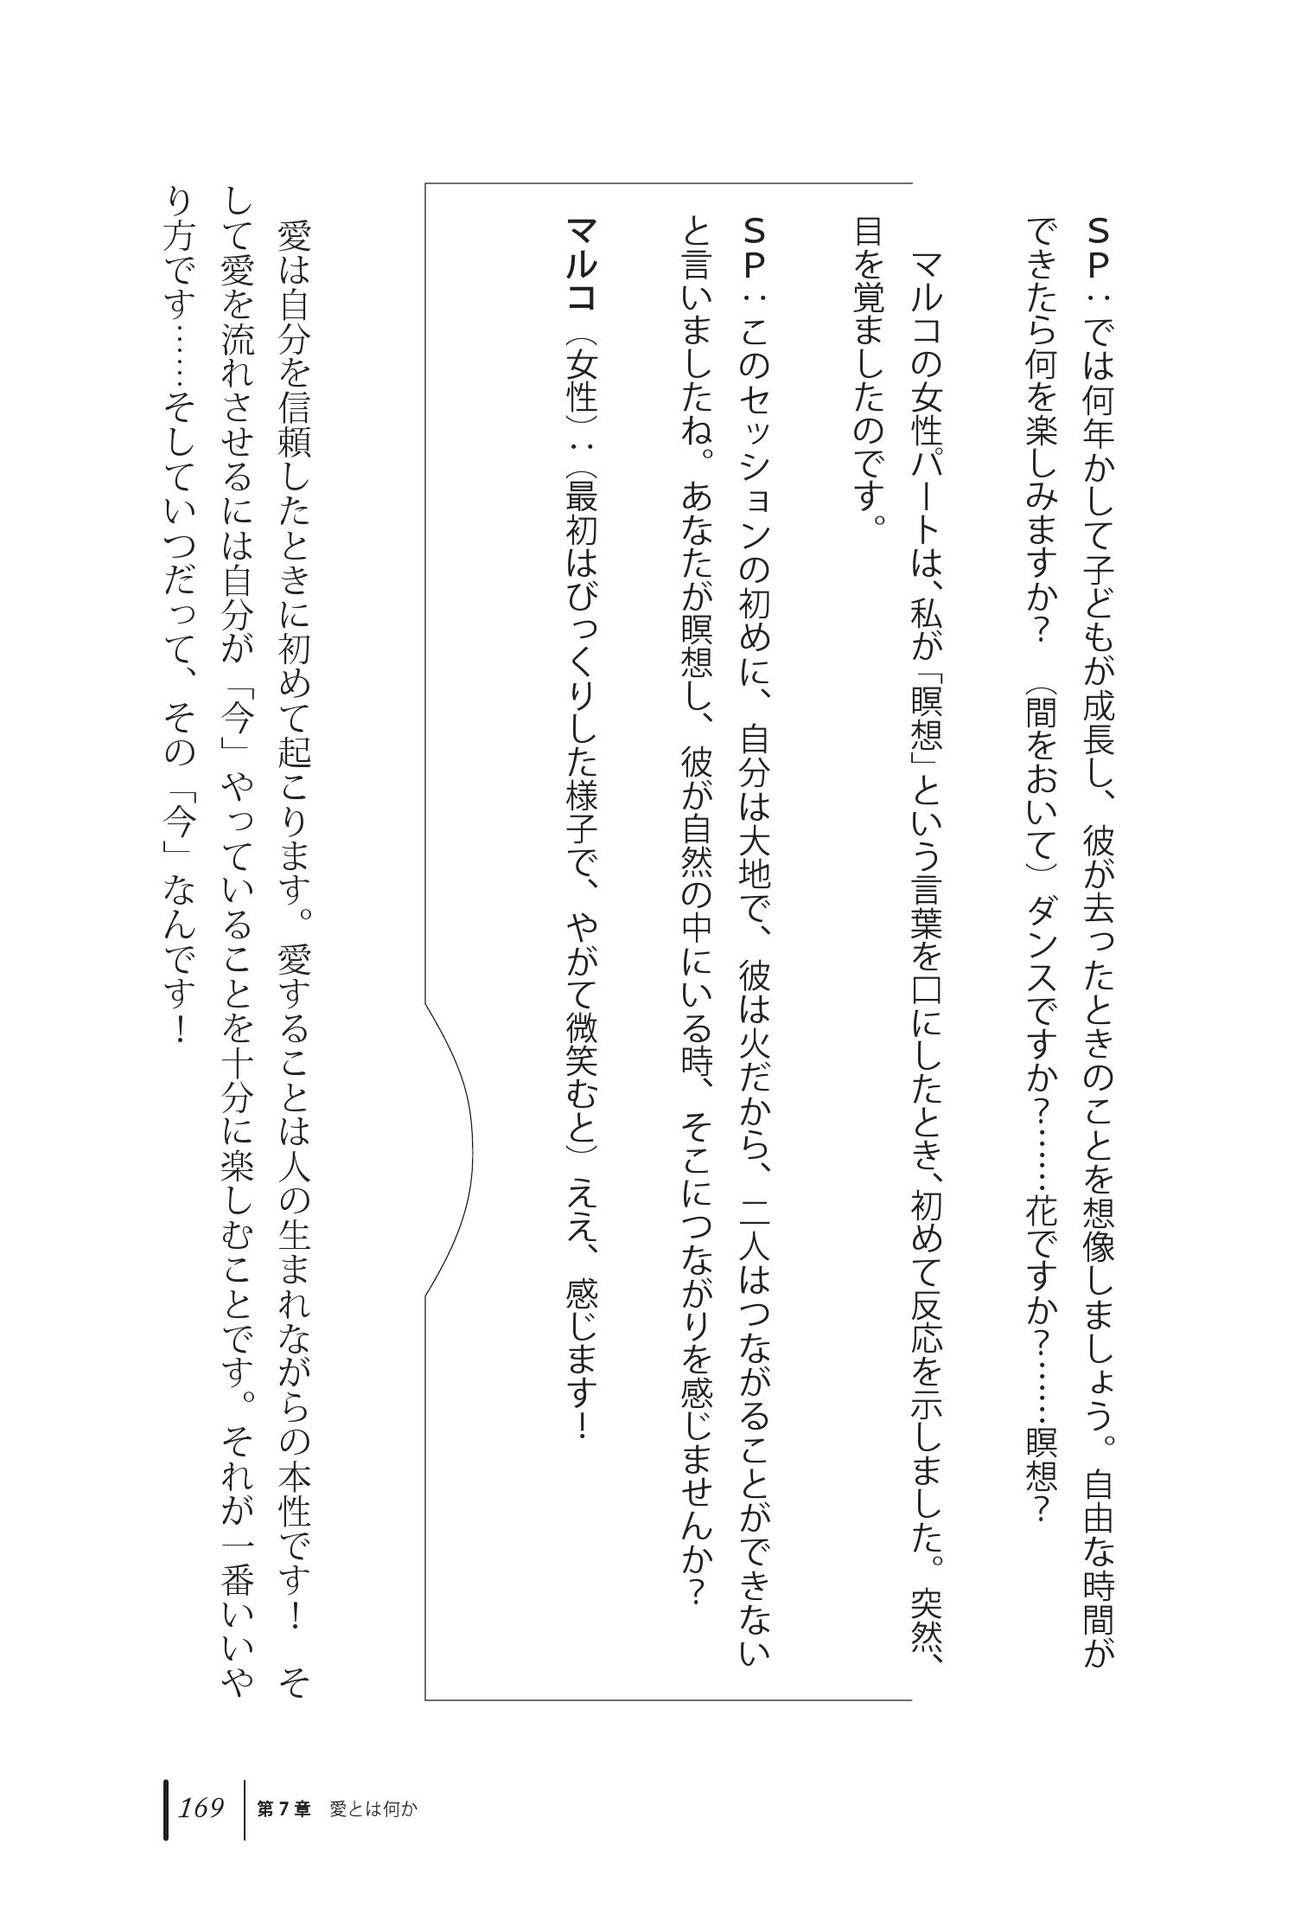 SP：では何年かして子どもが成長し、彼が去ったときのことを想像しましょう。自由な時間が
できたら何を楽しみますか？　（間をおいて）ダンスですか？……花ですか？……瞑想？
マルコの女性パートは、私が「瞑想」という言葉を口にしたとき、初めて反応を示しました。突然、
目を覚ましたのです。
SP：このセッションの初めに、自分は大地で、彼は火だから、二人はつながることができない
と言いましたね。あなたが瞑想し、彼が自然の中にいる時、そこにつながりを感じませんか？
マルコ（女性）：（最初はびっくりした様子で、やがて微笑むと）ええ、感じます！
愛は自分を信頼したときに初めて起こります。愛することは人の生まれながらの本性です！　そ
して愛を流れさせるには自分が「今」やっていることを十分に楽しむことです。それが一番いいや
り方です……そしていつだって、その「今」なんです！
169 第7章　愛とは何か